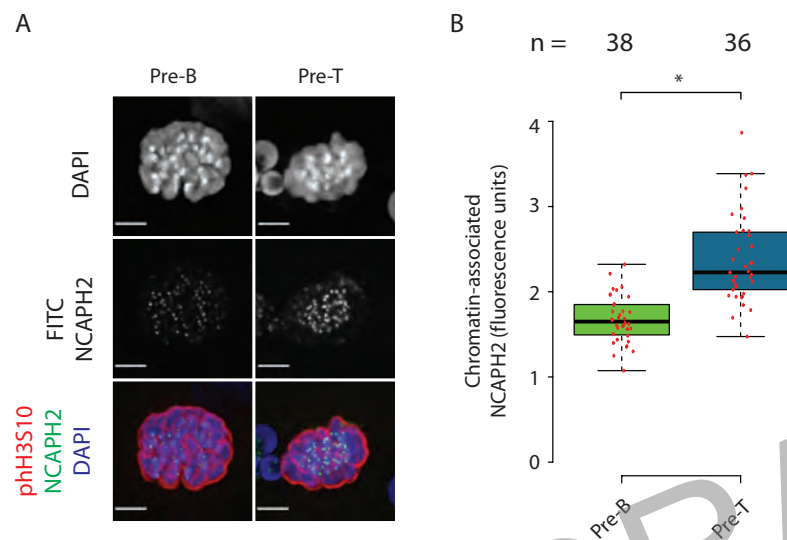 A
Pre-B
Pre-T
DAPI
FITC
NCAPH2
phH3S10
NCAPH2
DAPI
B
n =
38
36
*
Chromatin-associated
NCAPH2 (fluorescence units)
4
3
2
1
0
Pre-B
Pre-T